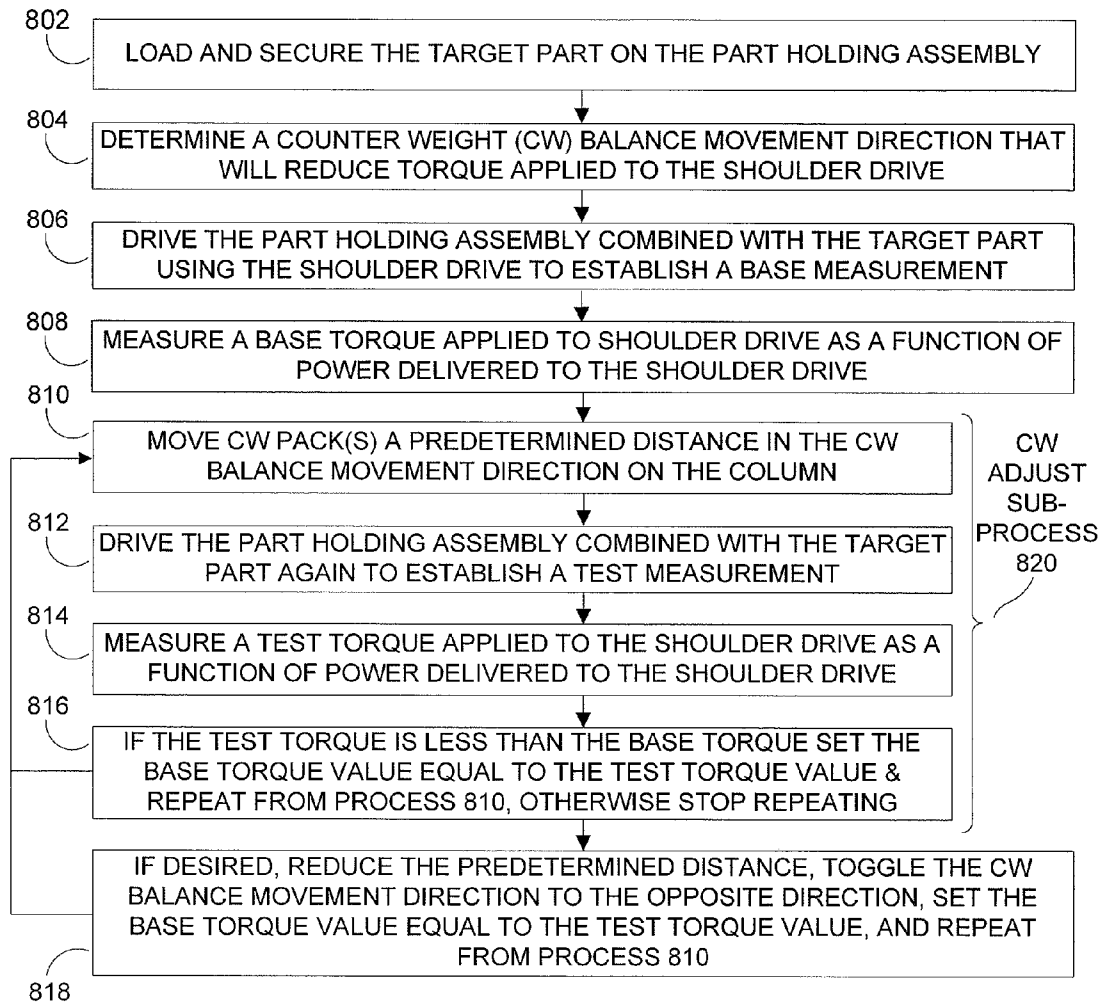 802
LOAD AND SECURE THE TARGET PART ON THE PART HOLDING ASSEMBLY
804
DETERMINE A COUNTER WEIGHT (CW) BALANCE MOVEMENT DIRECTION THAT
WILL REDUCE TORQUE APPLIED TO THE SHOULDER DRIVE
806
DRIVE THE PART HOLDING ASSEMBLY COMBINED WITH THE TARGET PART
USING THE SHOULDER DRIVE TO ESTABLISH A BASE MEASUREMENT
808
MEASURE A BASE TORQUE APPLIED TO SHOULDER DRIVE AS A FUNCTION OF
POWER DELIVERED TO THE SHOULDER DRIVE
810
MOVE CW PACK(S) A PREDETERMINED DISTANCE IN THE CW
BALANCE MOVEMENT DIRECTION ON THE COLUMN
812
DRIVE THE PART HOLDING ASSEMBLY COMBINED WITH THE TARGET
PART AGAIN TO ESTABLISH A TEST MEASUREMENT
814
MEASURE A TEST TORQUE APPLIED TO THE SHOULDER DRIVE AS A
FUNCTION OF POWER DELIVERED TO THE SHOULDER DRIVE
816
IF THE TEST TORQUE IS LESS THAN THE BASE TORQUE SET THE
BASE TORQUE VALUE EQUAL TO THE TEST TORQUE VALUE &
REPEAT FROM PROCESS 810, OTHERWISE STOP REPEATING
CW
ADJUST
SUB-
PROCESS
820
IF DESIRED, REDUCE THE PREDETERMINED DISTANCE, TOGGLE THE CW
BALANCE MOVEMENT DIRECTION TO THE OPPOSITE DIRECTION, SET THE
BASE TORQUE VALUE EQUAL TO THE TEST TORQUE VALUE, AND REPEAT
FROM PROCESS 810
818